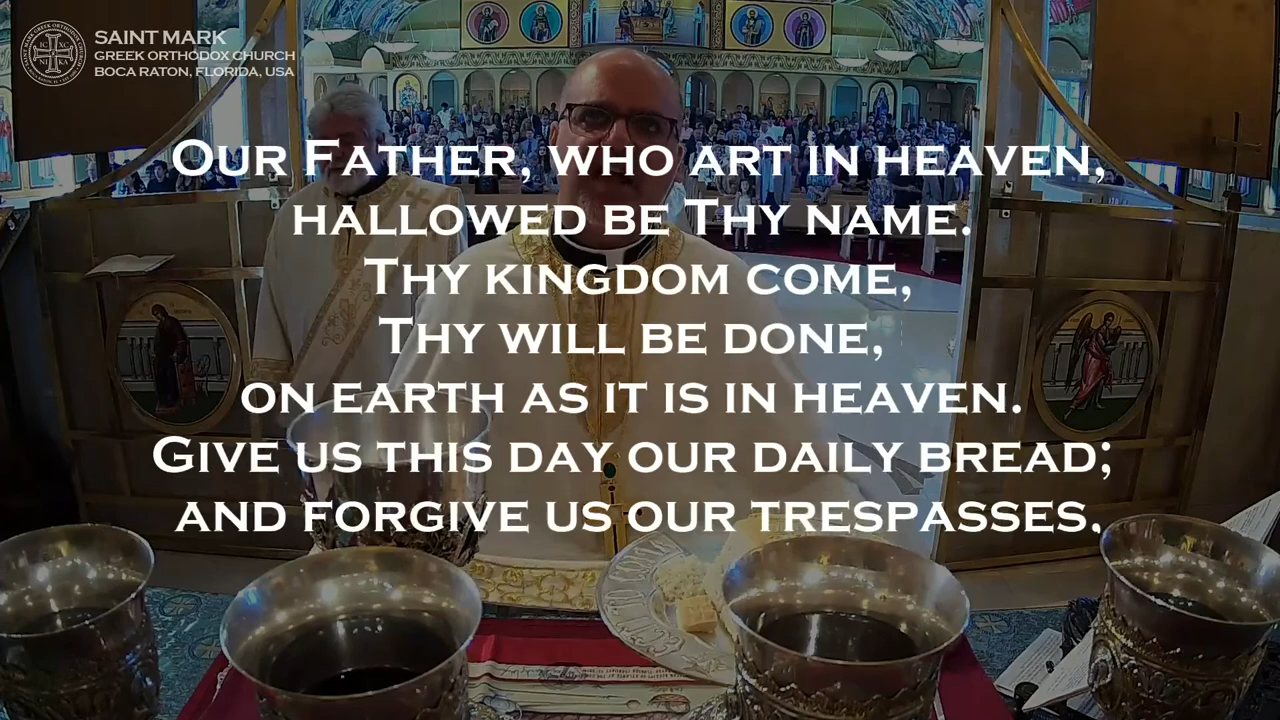 SAINT MARK
GREEK ORTHODOX CHURCH
BOCA RATON, FLORIDA, USA
OUR FATHER, WHO ART IN HEAVEN,
HALLOWED BE THY NAME.
THY KINGDOM COME,
THY WILL BE DONE,
ON EARTH AS IT IS IN HEAVEN.
GIVE US THIS DAY OUR DAILY BREAD;
AND FORGIVE US OUR TRESPASSES.